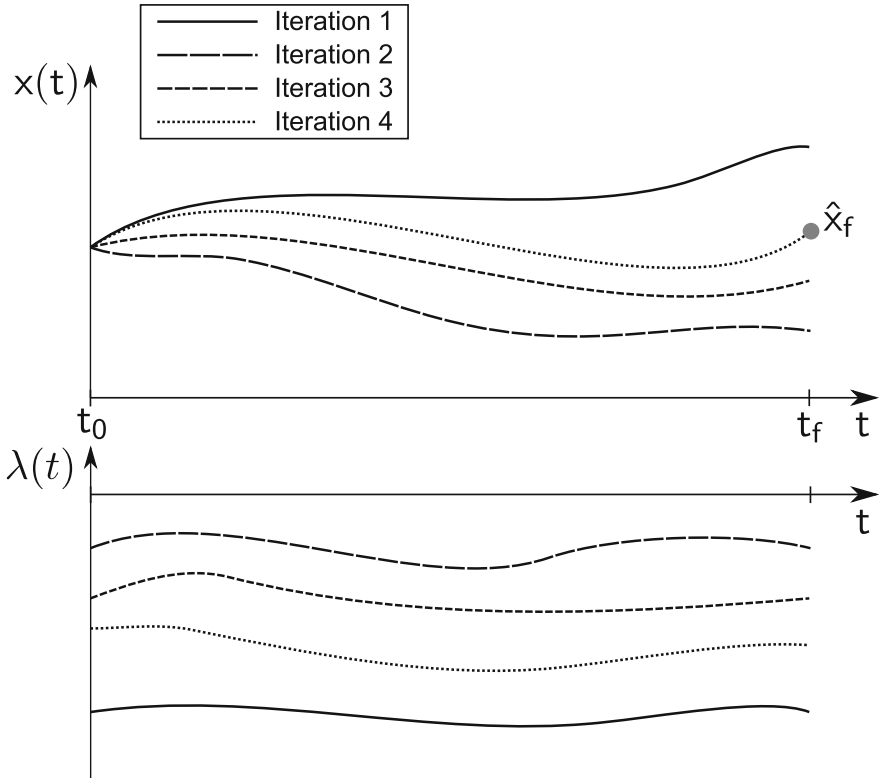 Iteration 1
Iteration 2
Iteration 3
Iteration 4
x(t)
x̂f
t0
tf
t
λ(t)
t